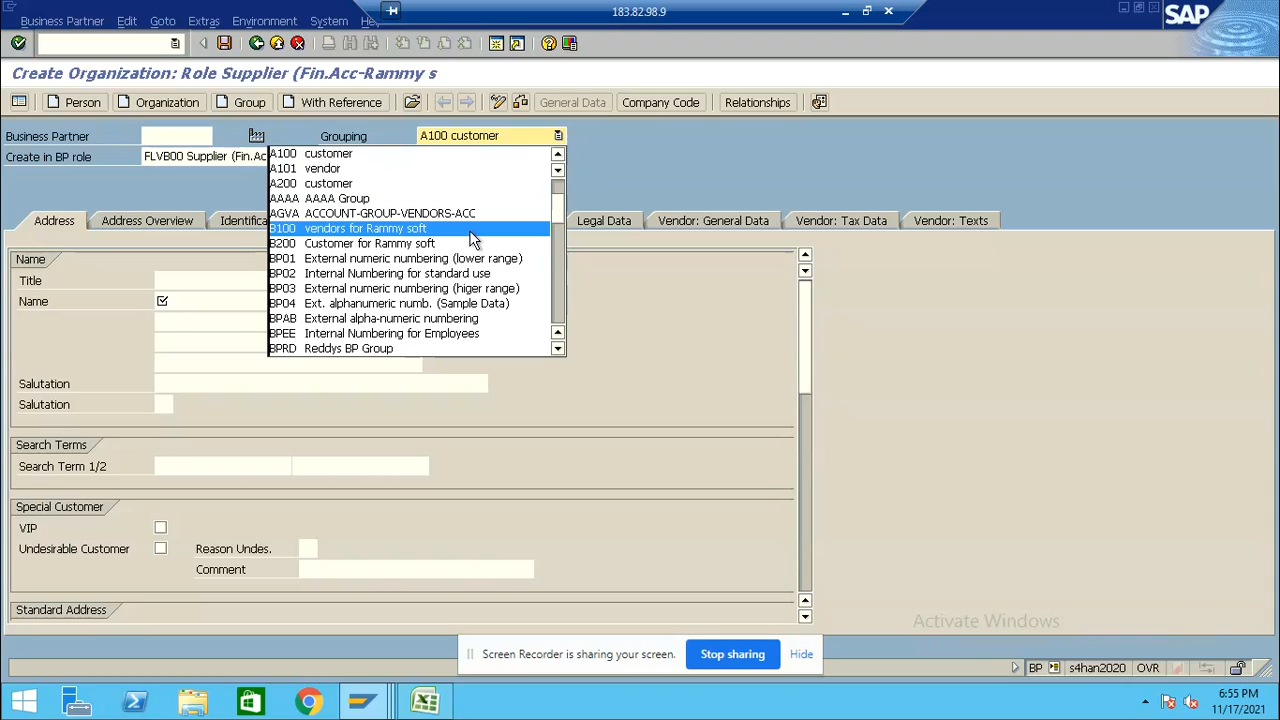 183.82.98.9
Business Partner Edit Goto Extras Environment System He
SAP
Create Organization: Role Supplier (Fin.Acc-Rammy s
Person Organization Group With Reference General Data Company Code Relationships
Business Partner Grouping A100 customer
Create in BP role FLVB00 Supplier (Fin.Ac
A100 customer
A101 vendor
A200 customer
AAAA AAAA Group
AGVA ACCOUNT-GROUP-VENDORS-ACC
B100 vendors for Rammy soft
B200 Customer for Rammy soft
BP01 External numeric numbering (lower range)
BP02 Internal Numbering for standard use
BP03 External numeric numbering (higer range)
BP04 Ext. alphanumeric numb. (Sample Data)
BPAB External alpha-numeric numbering
BPEE Internal Numbering for Employees
BPRD Reddys BP Group
Address Address Overview Identifica Legal Data Vendor: General Data Vendor: Tax Data Vendor: Texts
Name
Title
Name
Salutation
Salutation
Search Terms
Search Term 1/2
Special Customer
VIP
Undesirable Customer Reason Undes.
Comment
Standard Address
Activate Windows
Screen Recorder is sharing your screen. Stop sharing Hide
BP s4han2020 OVR
6:55 PM
11/17/2021